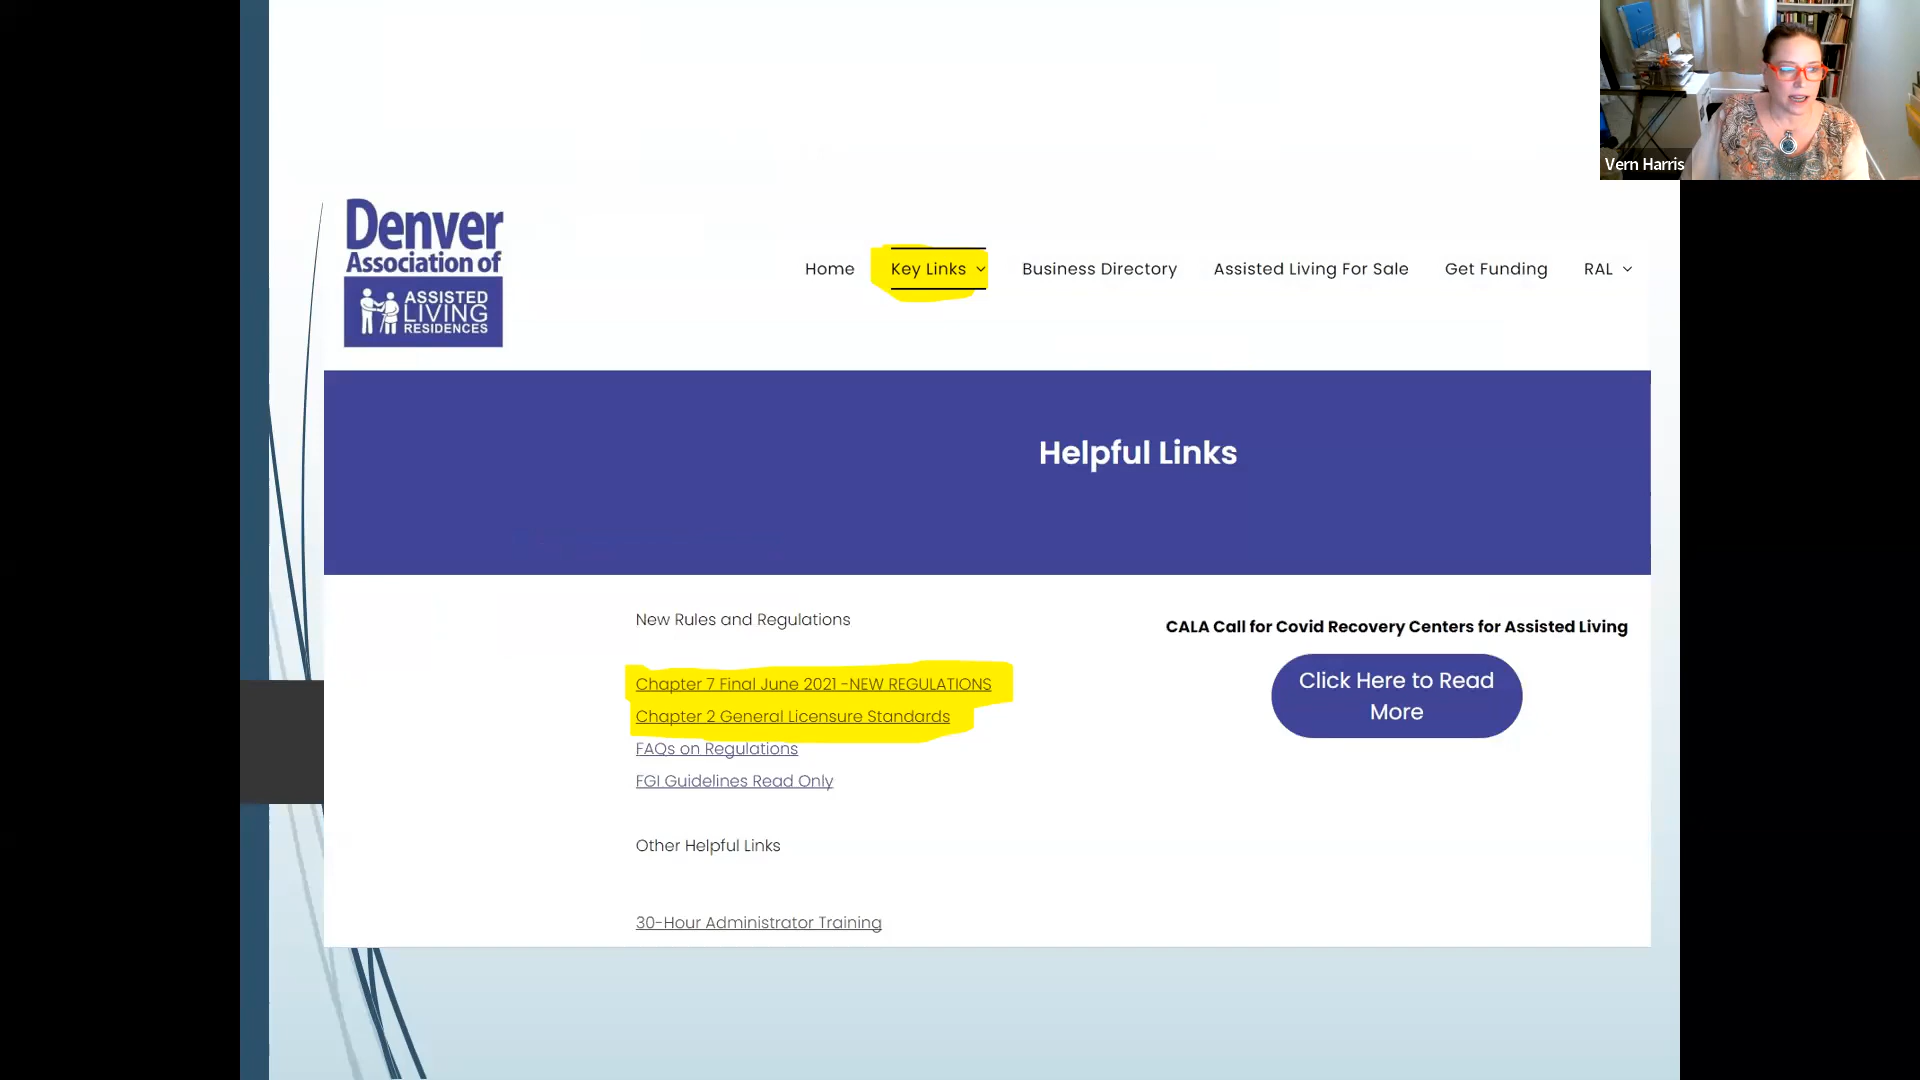 Vern Harris
Denver
Association of
ASSISTED
LIVING
RESIDENCES
Home
Key Links
Business Directory
Assisted Living For Sale
Get Funding
RAL
Helpful Links
New Rules and Regulations
Chapter 7 Final June 2021 -NEW REGULATIONS
Chapter 2 General Licensure Standards
FAQs on Regulations
FGI Guidelines Read Only
Other Helpful Links
30-Hour Administrator Training
CALA Call for Covid Recovery Centers for Assisted Living
Click Here to Read
More